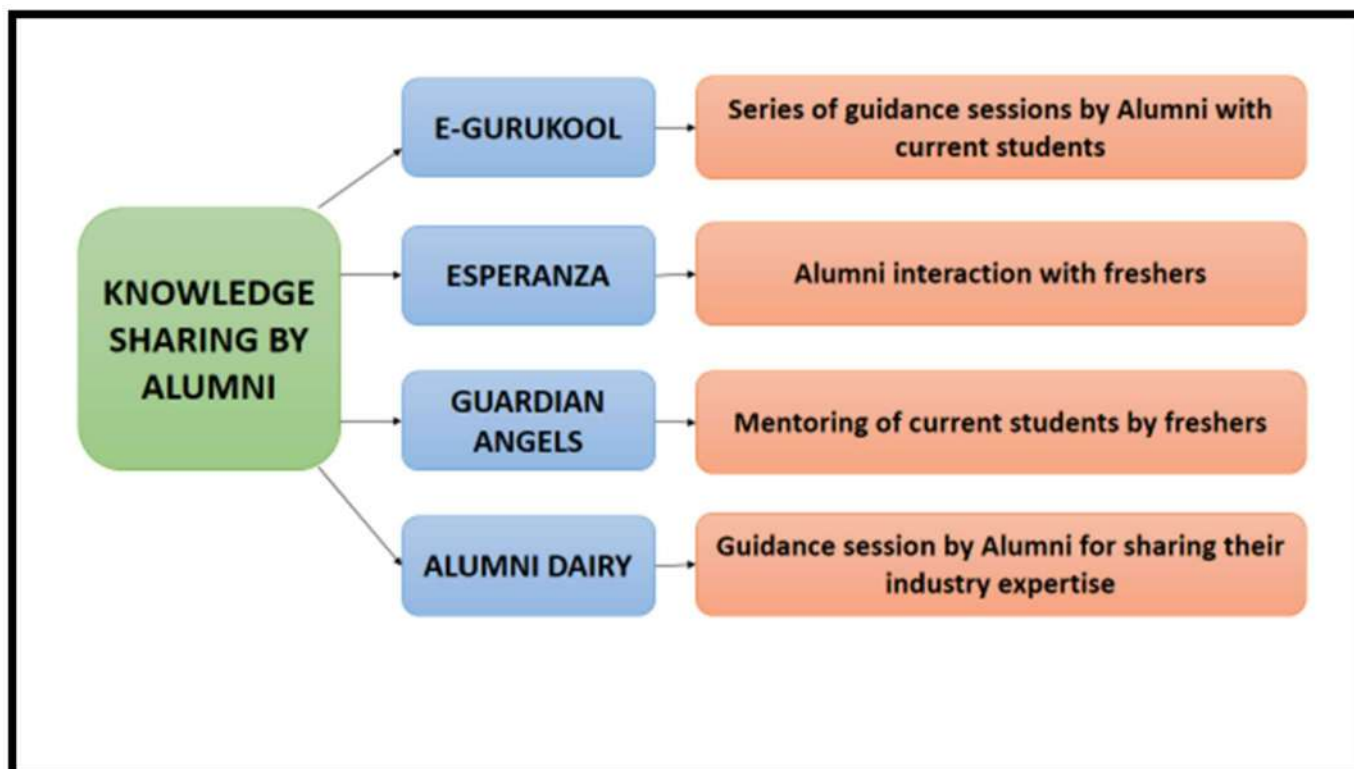 KNOWLEDGE
SHARING BY
ALUMNI
E-GURUKOOL
Series of guidance sessions by Alumni with
current students
ESPERANZA
Alumni interaction with freshers
GUARDIAN
ANGELS
Mentoring of current students by freshers
ALUMNI DAIRY
Guidance session by Alumni for sharing their
industry expertise